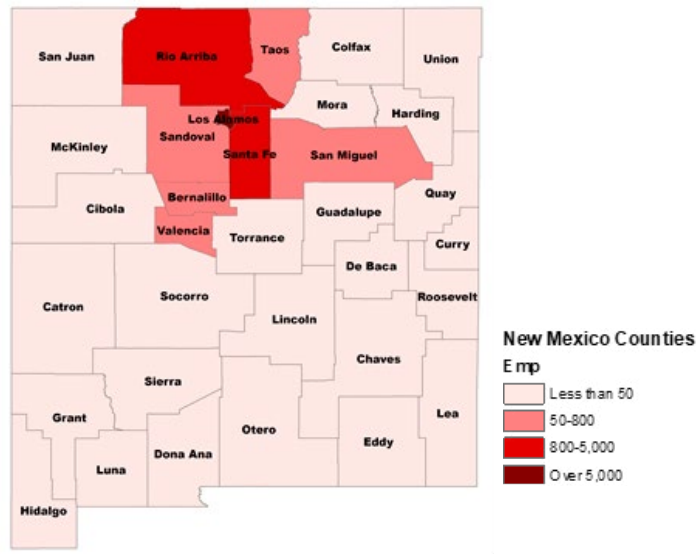 San Juan
Rio Arriba
Taos
Colfax
Union
Mora
Harding
Los Alamos
Sandoval
McKinley
Santa Fe
San Miguel
Bernalillo
Quay
Cibola
Guadalupe
Valencia
Torrance
Curry
De Baca
Socorro
Roosevelt
Catron
Lincoln
Chaves
Sierra
Lea
Grant
Otero
Eddy
Dona Ana
Luna
Hidalgo
New Mexico Counties
Emp
Less than 50
50-800
800-5,000
Over 5,000